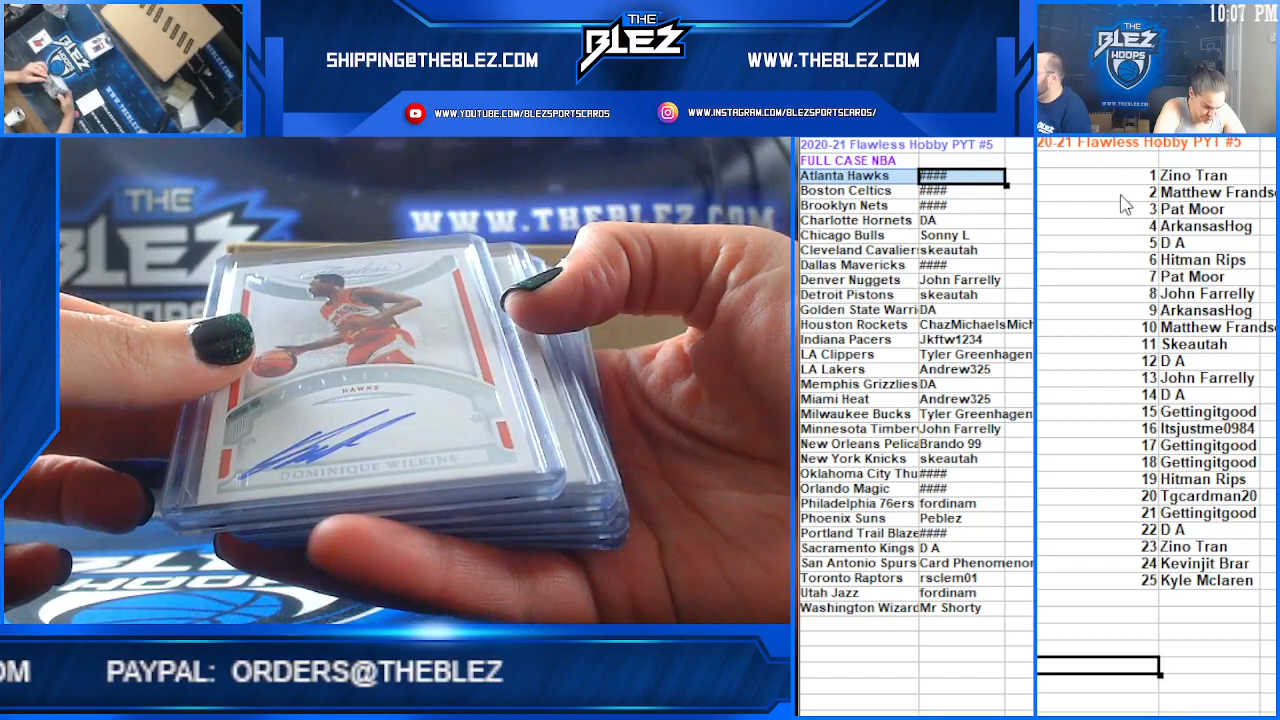 10:07 PM
THE
BLEZ
HOOPS
SHIPPING@THEBLEZ.COM
THE
BLEZ
WWW.THEBLEZ.COM
WWW.YOUTUBE.COM/BLEZSPORTSCARDS
WWW.INSTAGRAM.COM/BLEZSPORTSCARDS/
THE
BLEZ
WWW.THEBLEZ.COM
HAWKS
DOMINIQUE WILKINS
HOOPS
2020-21 Flawless Hobby PYT #5
FULL CASE NBA
Atlanta Hawks ####
Boston Celtics ####
Brooklyn Nets ####
Charlotte Hornets DA
Chicago Bulls Sonny L
Cleveland Cavaliers skeautah
Dallas Mavericks ####
Denver Nuggets John Farrelly
Detroit Pistons skeautah
Golden State Warri DA
Houston Rockets ChazMichaelsMich
Indiana Pacers Jkftw1234
LA Clippers Tyler Greenhagen
LA Lakers Andrew325
Memphis Grizzlies DA
Miami Heat Andrew325
Milwaukee Bucks Tyler Greenhagen
Minnesota Timber John Farrelly
New Orleans Pelica Brando 99
New York Knicks skeautah
Oklahoma City Thu ####
Orlando Magic ####
Philadelphia 76ers fordinam
Phoenix Suns Peblez
Portland Trail Blaze ####
Sacramento Kings D A
San Antonio Spurs Card Phenomenon
Toronto Raptors rsclem01
Utah Jazz fordinam
Washington Wizard Mr Shorty
20-21 Flawless Hobby PYT #5
1 Zino Tran
2 Matthew Frands
3 Pat Moor
4 ArkansasHog
5 D A
6 Hitman Rips
7 Pat Moor
8 John Farrelly
9 ArkansasHog
10 Matthew Frands
11 Skeautah
12 D A
13 John Farrelly
14 D A
15 Gettingitgood
16 Itsjustme0984
17 Gettingitgood
18 Gettingitgood
19 Hitman Rips
20 Tgcardman20
21 Gettingitgood
22 D A
23 Zino Tran
24 Kevinjit Brar
25 Kyle Mclaren
OM PAYPAL: ORDERS@THEBLEZ